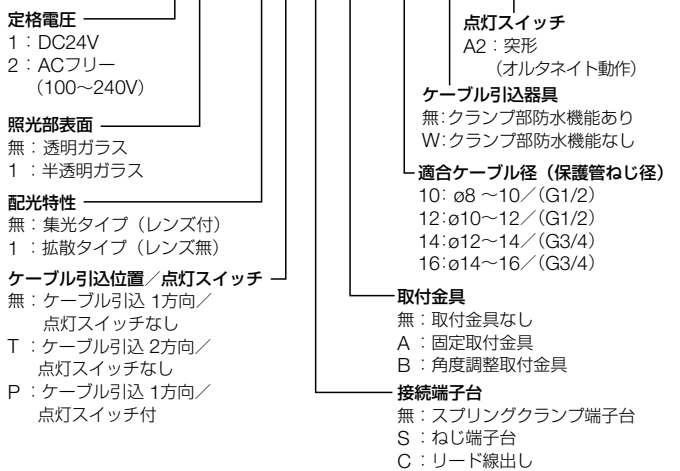 定格電圧
1：DC24V
2：ACフリー
（100～240V）
照光部表面
無：透明ガラス
1：半透明ガラス
配光特性
無：集光タイプ（レンズ付）
1：拡散タイプ（レンズ無）
ケーブル引込位置／点灯スイッチ
無：ケーブル引込 1方向／
点灯スイッチなし
T：ケーブル引込 2方向／
点灯スイッチなし
P：ケーブル引込 1方向／
点灯スイッチ付
点灯スイッチ
A2：突形
（オルタネイト動作）
ケーブル引込器具
無：クランプ部防水機能あり
W：クランプ部防水機能なし
適合ケーブル径（保護管ねじ径）
10：ø8 ～10／（G1/2）
12：ø10～12／（G1/2）
14：ø12～14／（G3/4）
16：ø14～16／（G3/4）
取付金具
無：取付金具なし
A：固定取付金具
B：角度調整取付金具
接続端子台
無：スプリングクランプ端子台
S：ねじ端子台
C：リード線出し